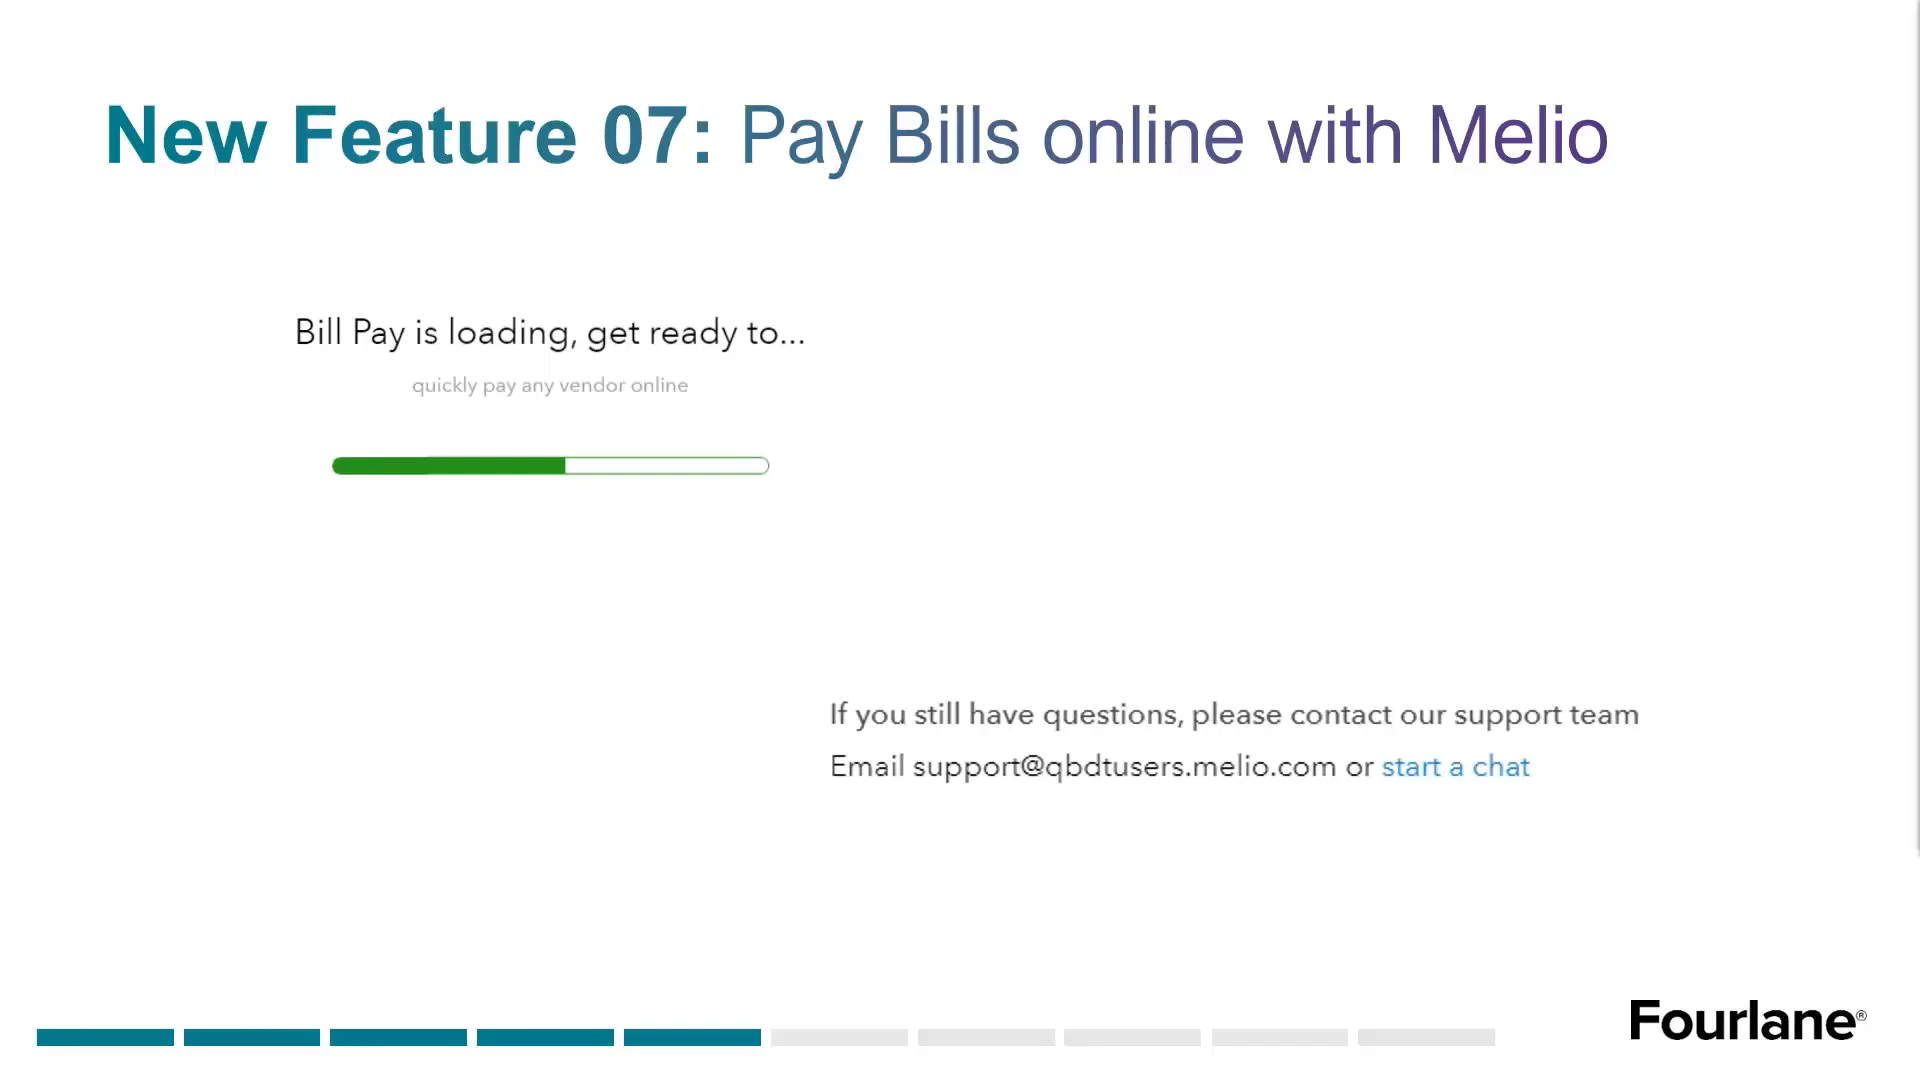 New Feature 07: Pay Bills online with Melio
Bill Pay is loading, get ready to...
quickly pay any vendor online
If you still have questions, please contact our support team
Email support@qbdtusers.melio.com or start a chat
Fourlane®